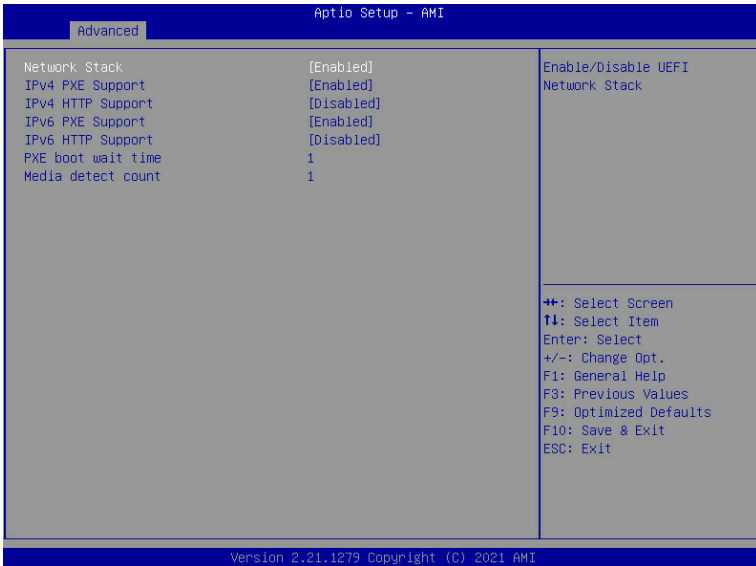 Aptio Setup - AMI
Advanced
Network Stack [Enabled]
IPv4 PXE Support [Enabled]
IPv4 HTTP Support [Disabled]
IPv6 PXE Support [Enabled]
IPv6 HTTP Support [Disabled]
PXE boot wait time 1
Media detect count 1
Enable/Disable UEFI
Network Stack
→←: Select Screen
↑↓: Select Item
Enter: Select
+/-: Change Opt.
F1: General Help
F3: Previous Values
F9: Optimized Defaults
F10: Save & Exit
ESC: Exit
Version 2.21.1279 Copyright (C) 2021 AMI